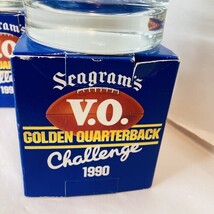 Seagram's
V.O.
GOLDEN QUARTERBACK
Challenge
1990